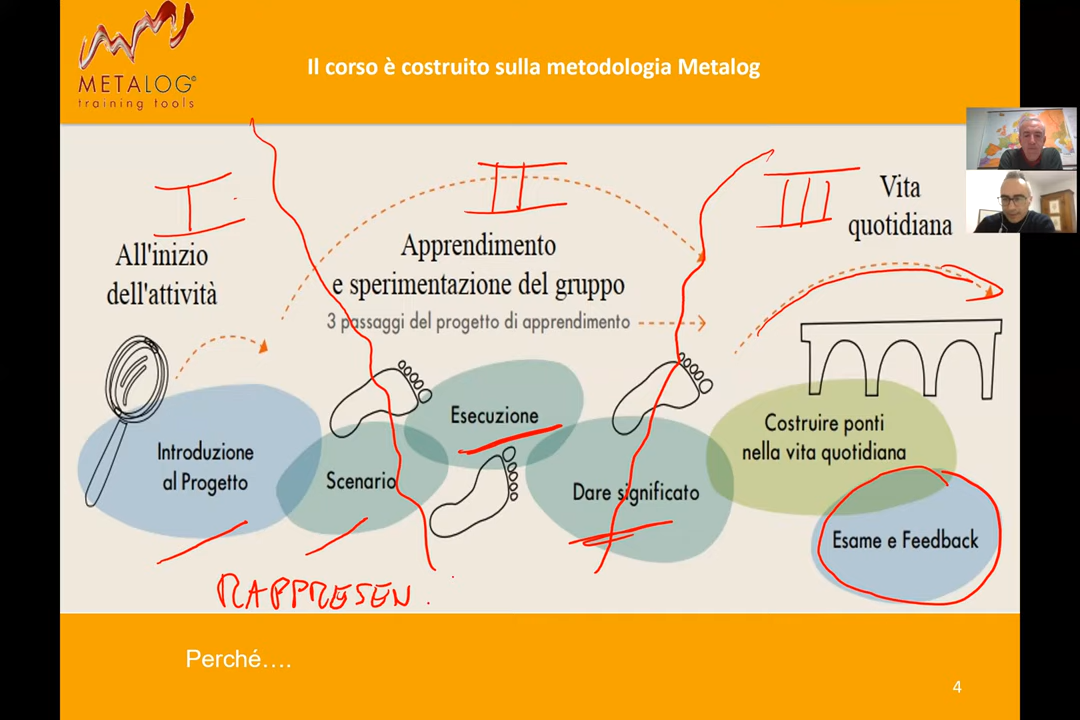 METALOG©
training tools
Il corso è costruito sulla metodologia Metalog
I
II
III
All'inizio
dell'attività
Apprendimento
e sperimentazione del gruppo
3 passaggi del progetto di apprendimento
Vita
quotidiana
Introduzione
al Progetto
Scenario
Esecuzione
Dare significato
Costruire ponti
nella vita quotidiana
Esame e Feedback
RAPPRESEN.
Perché....
4